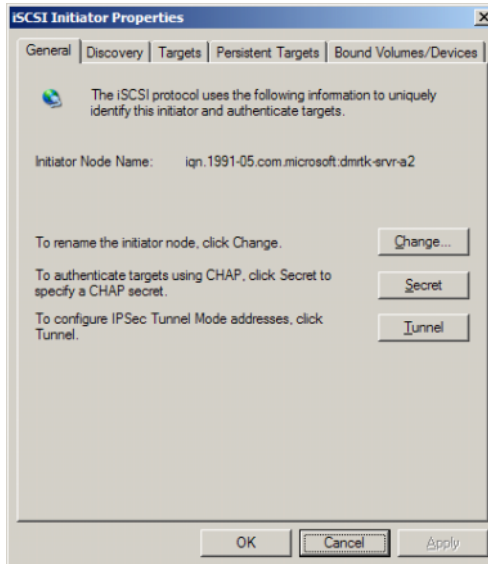 iSCSI Initiator Properties
General Discovery Targets Persistent Targets Bound Volumes/Devices
The iSCSI protocol uses the following information to uniquely
identify this initiator and authenticate targets.
Initiator Node Name: iqn.1991-05.com.microsoft:dmrtk-srvr-a2
To rename the initiator node, click Change. Change...
To authenticate targets using CHAP, click Secret to
specify a CHAP secret. Secret
To configure IPSec Tunnel Mode addresses, click
Tunnel. Tunnel
OK Cancel Apply